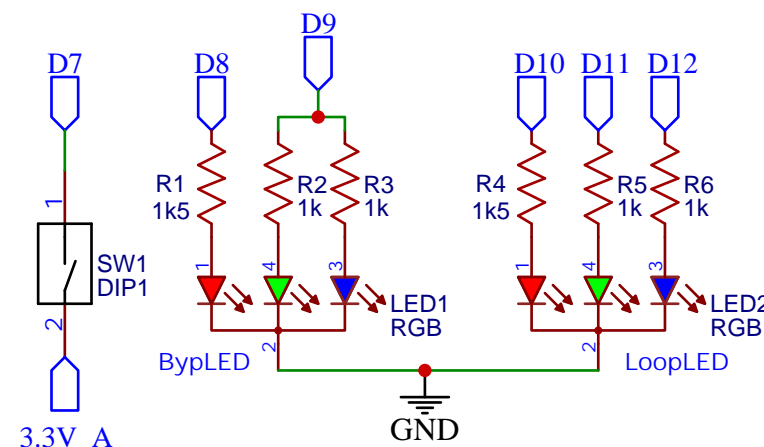 D9
D7
D8
D10
D11
D12
R1
1k5
R2
1k
R3
1k
R4
1k5
R5
1k
R6
1k
1
SW1
DIP1
2
1
4
3
LED1
RGB
1
4
3
LED2
RGB
BypLED
2
2
LoopLED
3.3V_A
GND